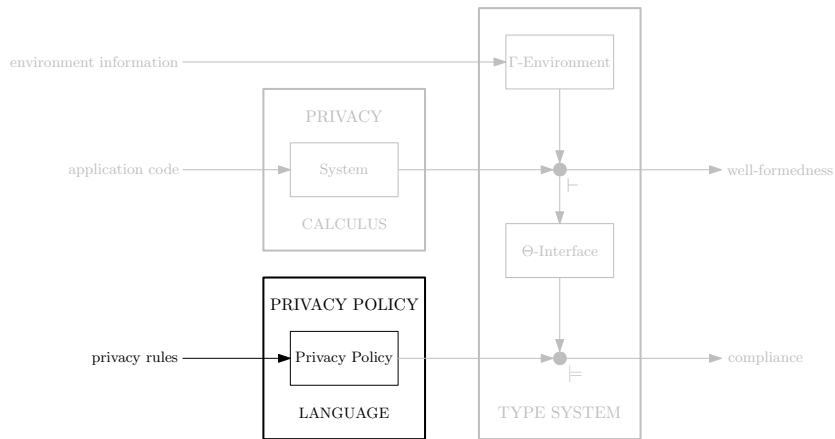 environment information
Γ-Environment
PRIVACY
application code
System
well-formedness
⊢
CALCULUS
Θ-Interface
PRIVACY POLICY
privacy rules
Privacy Policy
compliance
⊨
LANGUAGE
TYPE SYSTEM